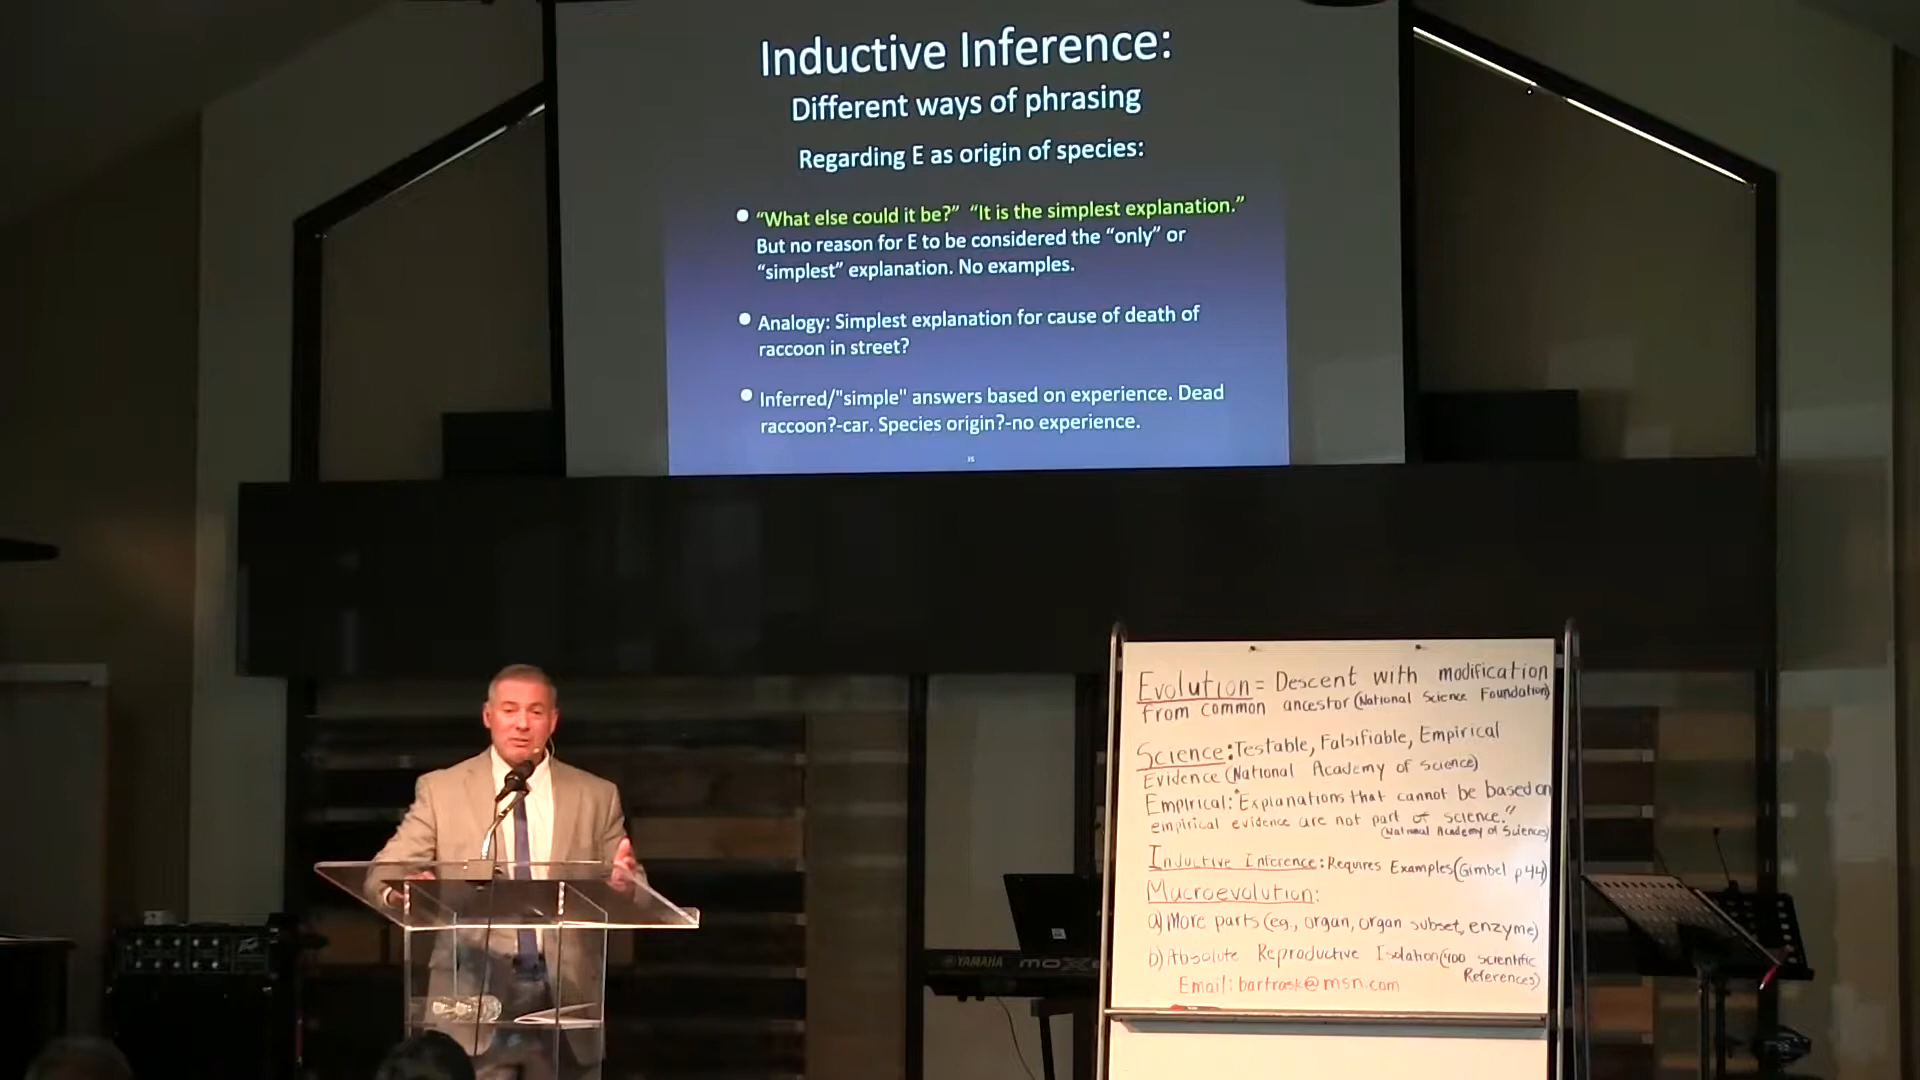 Inductive Inference:
Different ways of phrasing
Regarding E as origin of species:
“What else could it be?” “It is the simplest explanation.”
But no reason for E to be considered the “only” or
“simplest” explanation. No examples.
Analogy: Simplest explanation for cause of death of
raccoon in street?
Inferred/"simple" answers based on experience. Dead
raccoon?-car. Species origin?-no experience.
Evolution = Descent with modification
from common ancestor (National Science Foundation)
Science: Testable, Falsifiable, Empirical
Evidence (National Academy of Science)
Empirical: "Explanations that cannot be based on
empirical evidence are not part of science."
(National Academy of Sciences)
Inductive Inference: Requires Examples (Gimbel p44)
Macroevolution:
a) More parts (eg., organ, organ subset, enzyme)
b) Absolute Reproductive Isolation (400 scientific
References)
Email: bartrask@msn.com
YAMAHA
PEAVEY